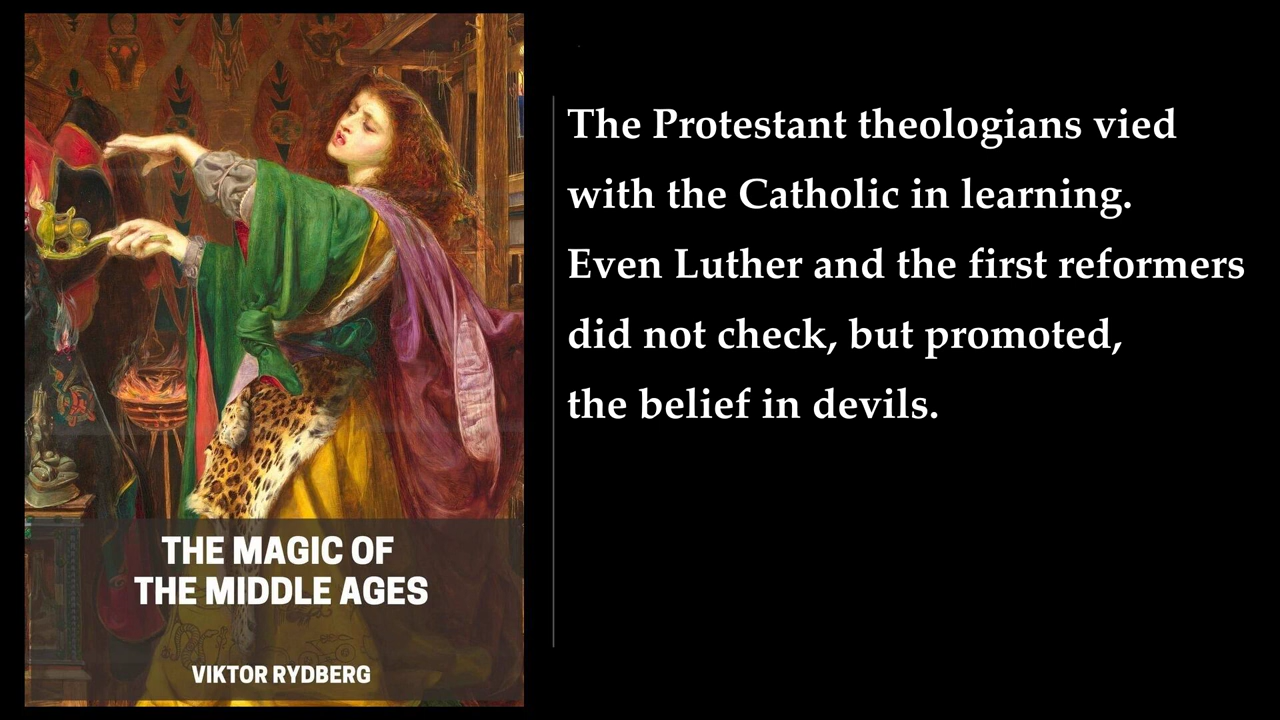 The Protestant theologians vied
with the Catholic in learning.
Even Luther and the first reformers
did not check, but promoted,
the belief in devils.
THE MAGIC OF
THE MIDDLE AGES
VIKTOR RYDBERG